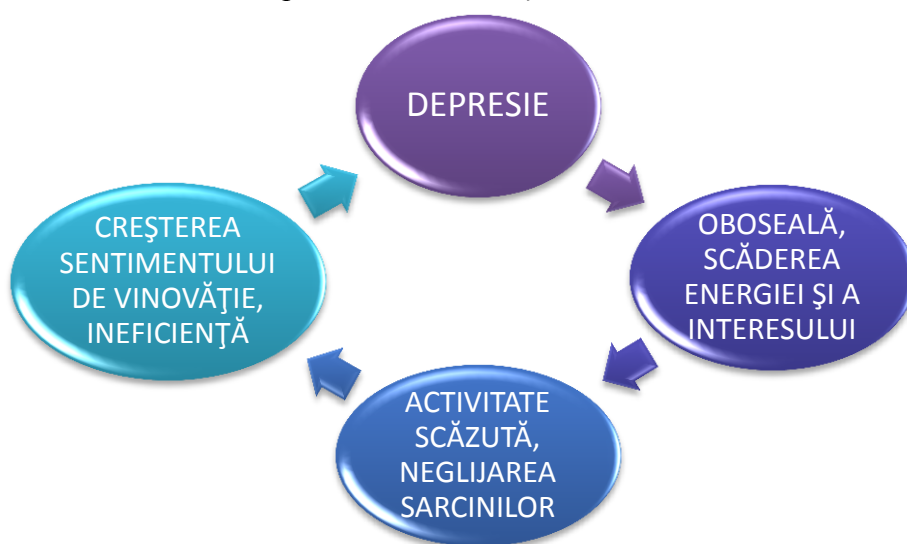 DEPRESIE
OBOSEALĂ,
SCĂDEREA
ENERGIEI ŞI A
INTERESULUI
ACTIVITATE
SCĂZUTĂ,
NEGLIJAREA
SARCINILOR
CREŞTEREA
SENTIMENTULUI
DE VINOVĂŢIE,
INEFICIENŢĂ